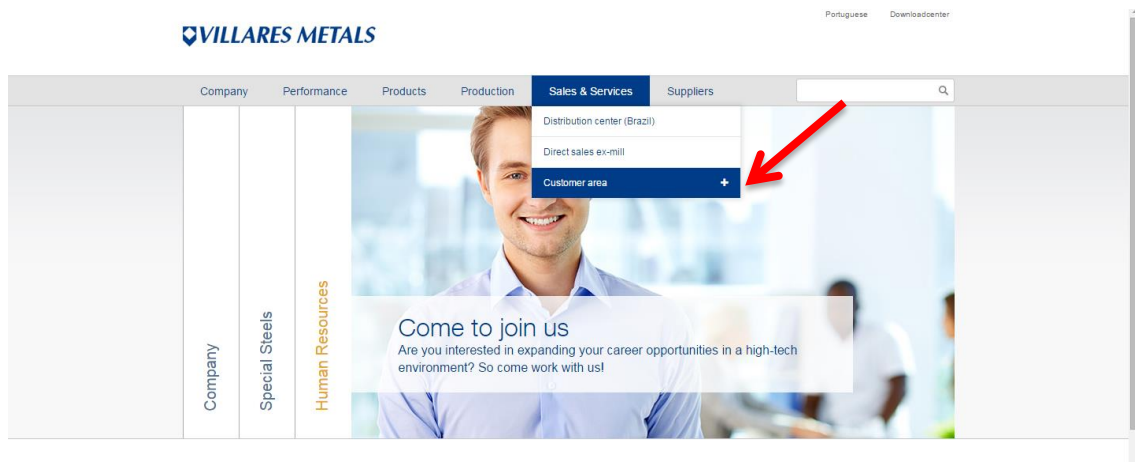 Portuguese Downloadcenter
VILLARES METALS
Company Performance Products Production Sales & Services Suppliers
Distribution center (Brazil)
Direct sales ex-mill
Customer area +
Company
Special Steels
Human Resources
Come to join us
Are you interested in expanding your career opportunities in a high-tech
environment? So come work with us!